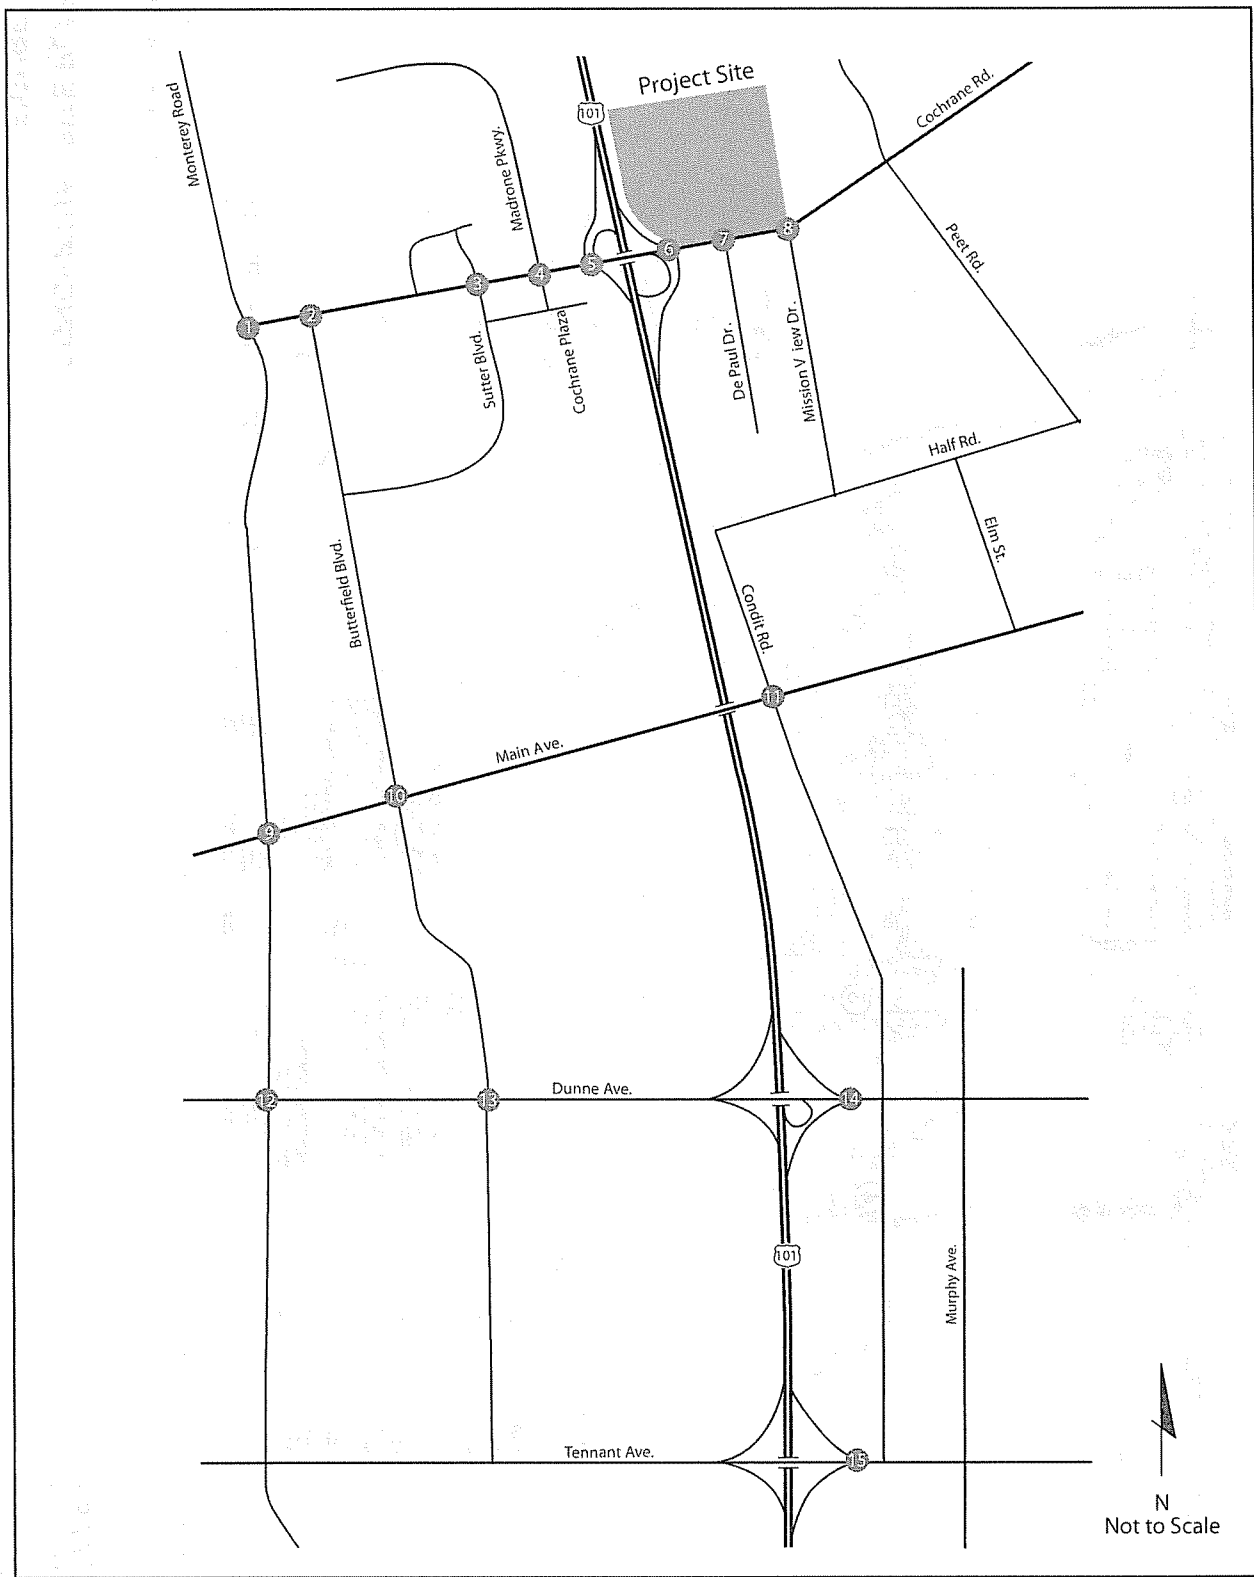 Project Site
101
Cochrane Rd.
Monterey Road
Madrone Pkwy.
Peet Rd.
1
2
3
4
5
6
7
8
Sutter Blvd.
Cochrane Plaza
De Paul Dr.
Mission V iew Dr.
Half Rd.
Elm St.
Butterfield Blvd.
Condit Rd.
11
Main Ave.
10
9
Dunne Ave.
12
13
14
101
Murphy Ave.
Tennant Ave.
15
N
Not to Scale